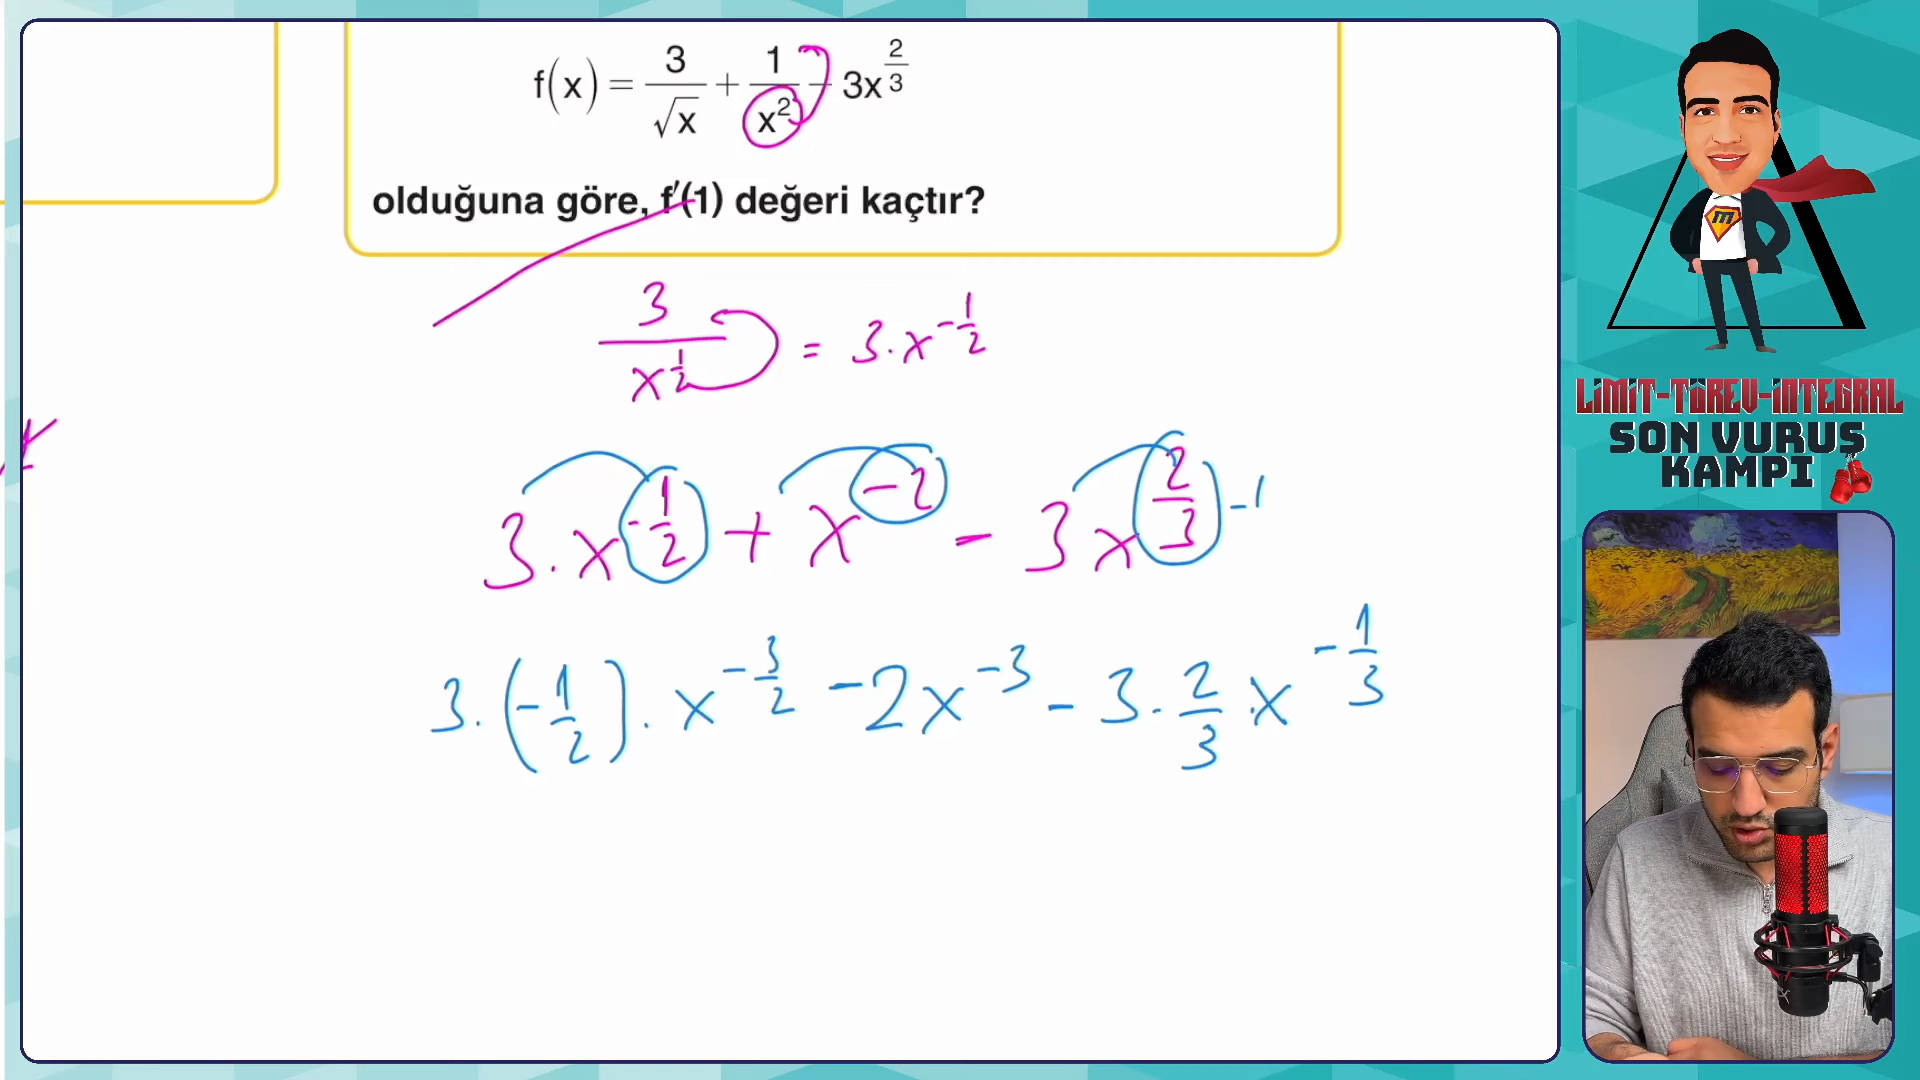 f(x) = 3/√x + 1/x² - 3x^(2/3)
olduğuna göre, f'(1) değeri kaçtır?
3/x^(1/2) = 3·x^(-1/2)
3·x^(-1/2) + x^(-2) - 3x^(2/3) -1
3·(-1/2)·x^(-3/2) - 2x^(-3) - 3·2/3·x^(-1/3)
m
LİMİT-TÜREV-İNTEGRAL
SON VURUŞ
KAMPI